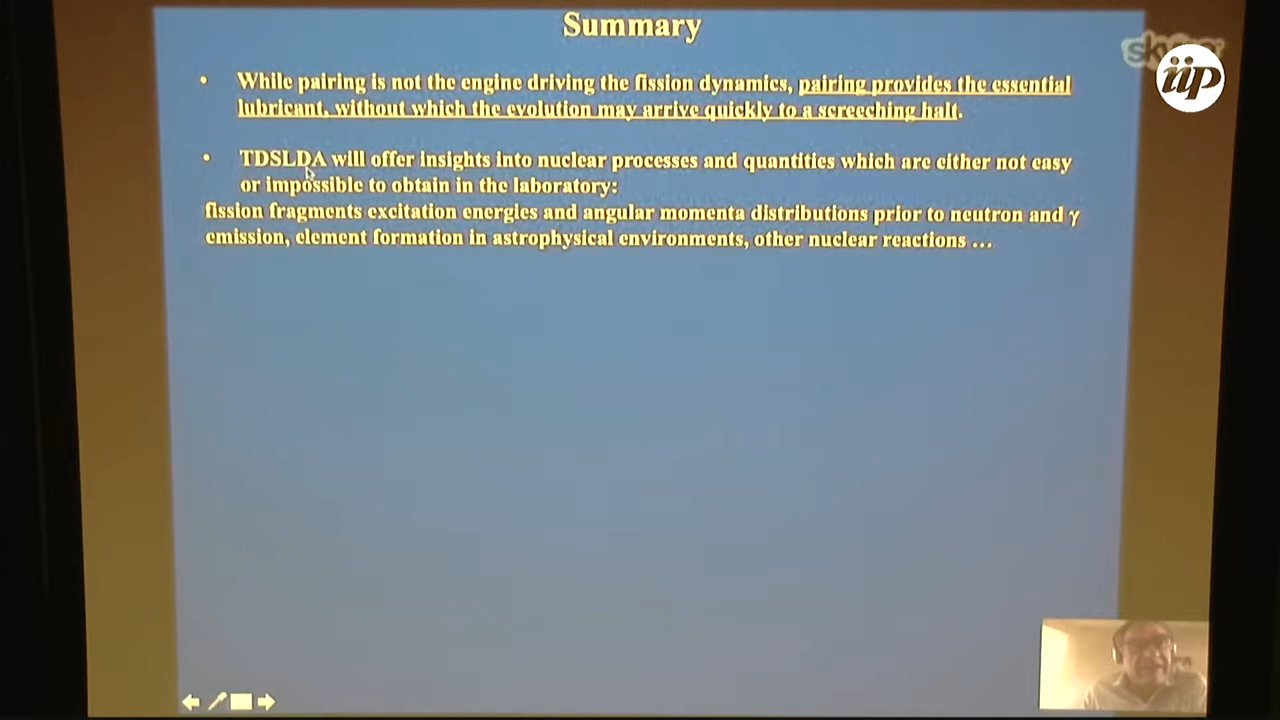 Summary
• While pairing is not the engine driving the fission dynamics, pairing provides the essential
lubricant, without which the evolution may arrive quickly to a screeching halt.
• TDSLDA will offer insights into nuclear processes and quantities which are either not easy
or impossible to obtain in the laboratory:
fission fragments excitation energies and angular momenta distributions prior to neutron and γ
emission, element formation in astrophysical environments, other nuclear reactions …
iip